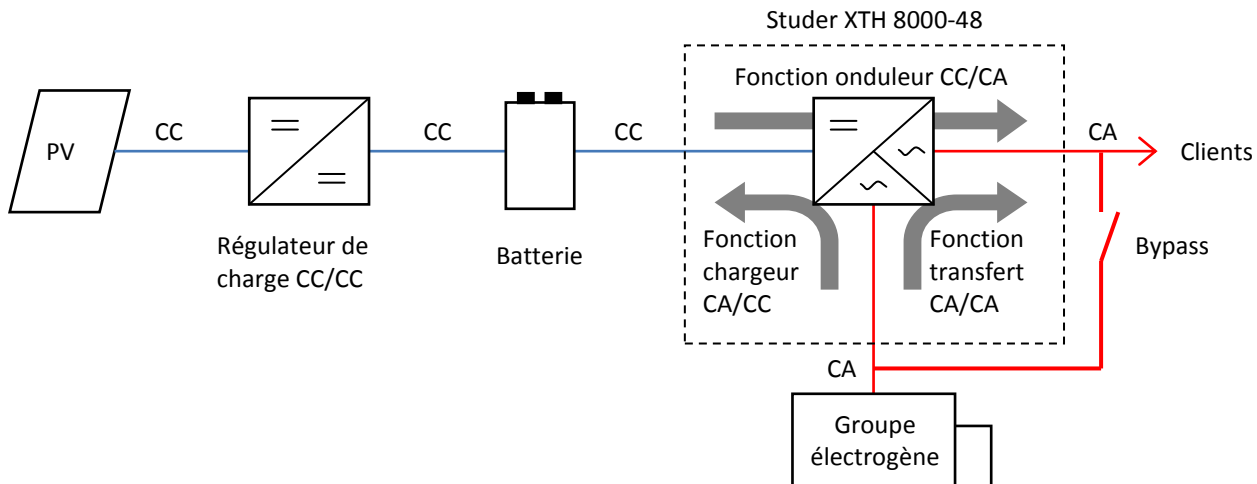 Studer XTH 8000-48
Fonction onduleur CC/CA
PV
CC
CC
CC
CA
Clients
Régulateur de
charge CC/CC
Batterie
Fonction
chargeur
CA/CC
Fonction
transfert
CA/CA
Bypass
CA
Groupe
électrogène